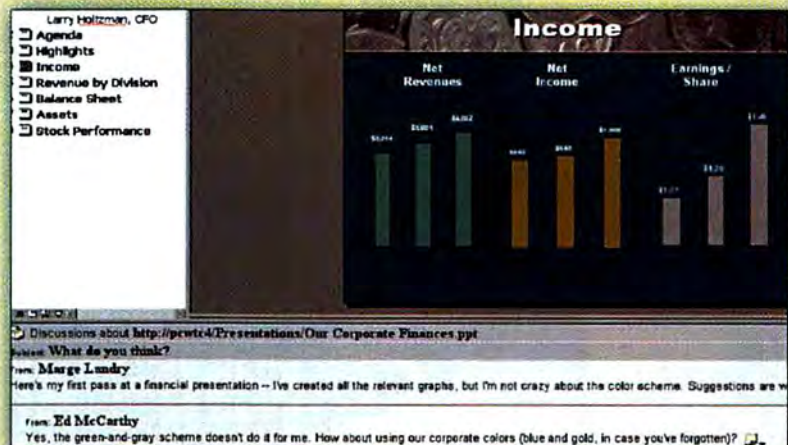 Larry Holtzman, CFO
Agenda
Highlights
Income
Revenue by Division
Balance Sheet
Assets
Stock Performance
Income
Net
Revenues
Net
Income
Earnings /
Share
Discussions about http://pcwtc4/Presentations/Our Corporate Finances.ppt
Subject: What do you think?
From: Marge Landry
Here's my first pass at a financial presentation -- I've created all the relevant graphs, but I'm not crazy about the color scheme. Suggestions are w
From: Ed McCarthy
Yes, the green-and-gray scheme doesn't do it for me. How about using our corporate colors (blue and gold, in case you've forgotten)?